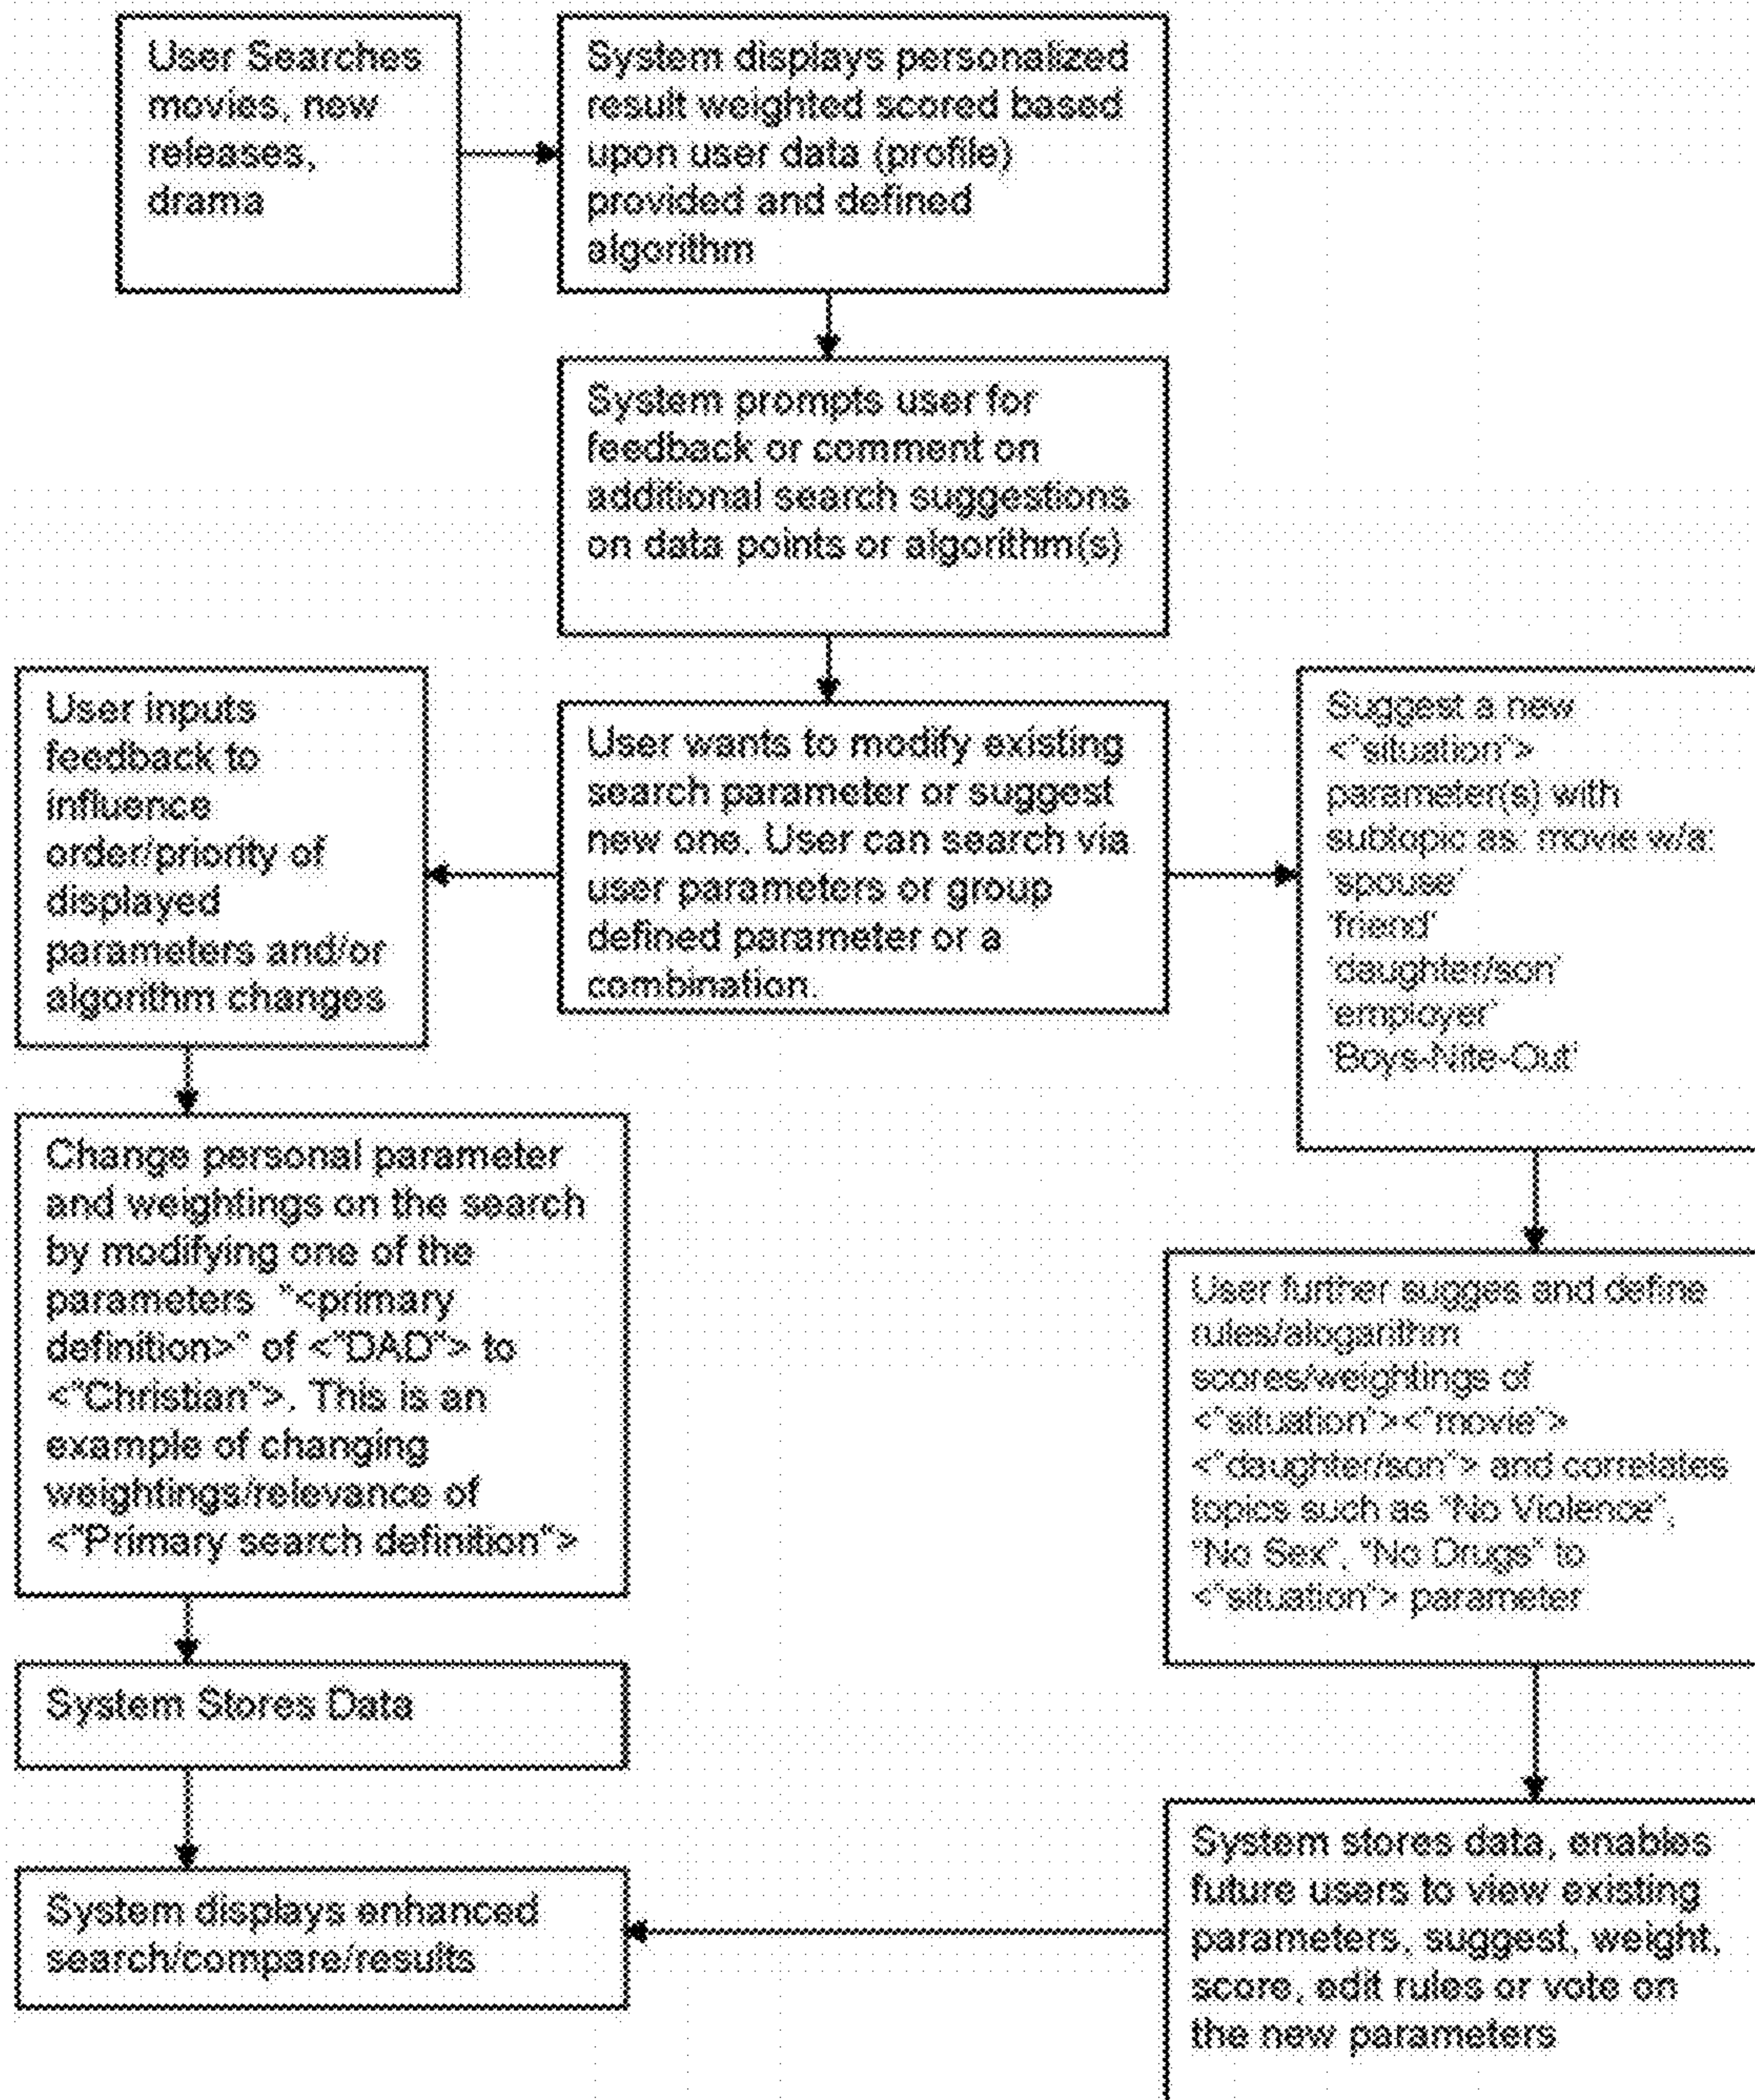 User Searches
movies, new
releases,
drama
System displays personalized
result weighted scored based
upon user data (profile)
provided and defined
algorithm
System prompts user for
feedback or comment on
additional search suggestions
on data points or algorithm(s)
User inputs
feedback to
influence
order/priority of
displayed
parameters and/or
algorithm changes
User wants to modify existing
search parameter or suggest
new one. User can search via
user parameters or group
defined parameter or a
combination.
Suggest a new
<"situation">
parameter(s) with
subtopic as: movie w/a:
'spouse'
'friend'
'daughter/son'
'employer'
'Boys-Nite-Out'
Change personal parameter
and weightings on the search
by modifying one of the
parameters "<primary
definition>" of <"DAD"> to
<"Christian">. This is an
example of changing
weightings/relevance of
<"Primary search definition">
User further sugges and define
rules/alogarithm
scores/weightings of
<"situation"><"movie">
<"daughter/son"> and correlates
topics such as "No Violence",
"No Sex", "No Drugs" to
<"situation"> parameter
System Stores Data
System displays enhanced
search/compare/results
System stores data, enables
future users to view existing
parameters, suggest, weight,
score, edit rules or vote on
the new parameters